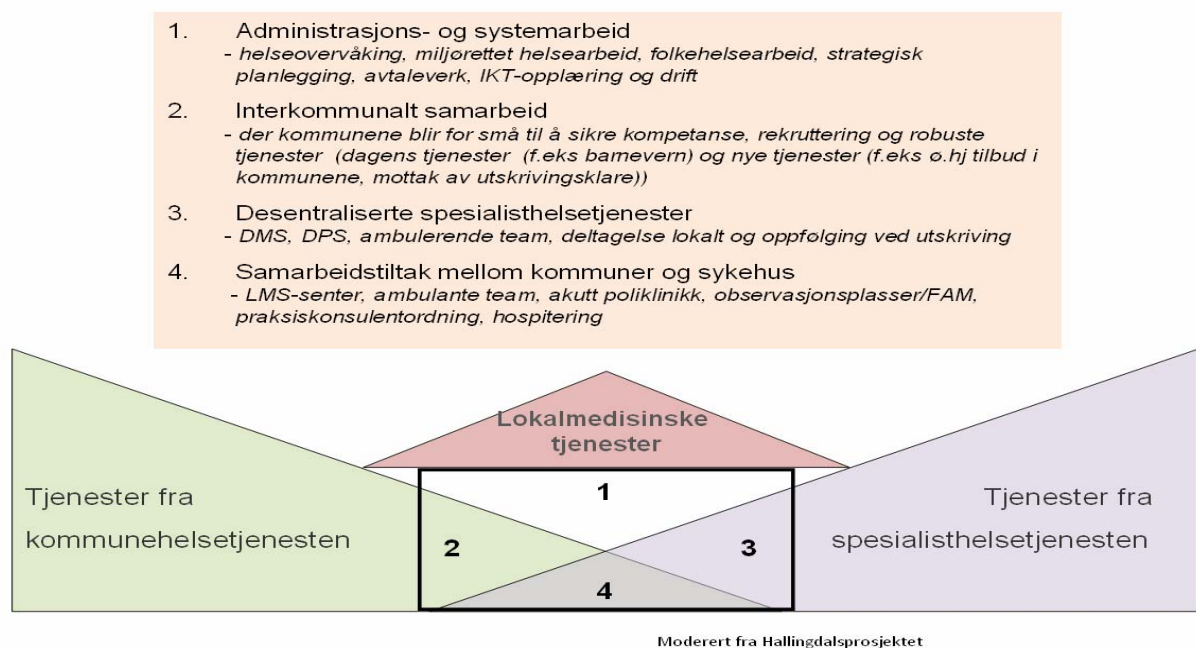 1. Administrasjons- og systemarbeid
- helseovervåking, miljørettet helsearbeid, folkehelsearbeid, strategisk
planlegging, avtaleverk, IKT-opplæring og drift
2. Interkommunalt samarbeid
- der kommunene blir for små til å sikre kompetanse, rekruttering og robuste
tjenester (dagens tjenester (f.eks barnevern) og nye tjenester (f.eks ø.hj tilbud i
kommunene, mottak av utskrivingsklare))
3. Desentraliserte spesialisthelsetjenester
- DMS, DPS, ambulerende team, deltagelse lokalt og oppfølging ved utskriving
4. Samarbeidstiltak mellom kommuner og sykehus
- LMS-senter, ambulante team, akutt poliklinikk, observasjonsplasser/FAM,
praksiskonsulentordning, hospitering
Lokalmedisinske
tjenester
Tjenester fra
kommunehelsetjenesten
1
2
3
4
Tjenester fra
spesialisthelsetjenesten
Moderert fra Hallingdalsprosjektet